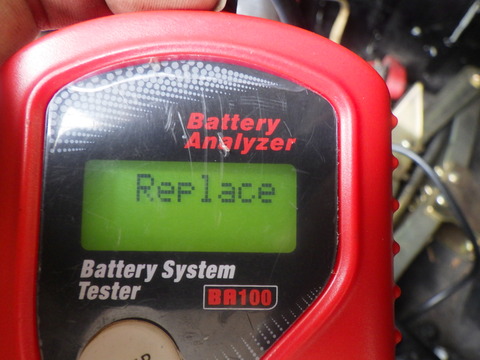 Battery
Analyzer
Replace
Battery System
Tester
BA100